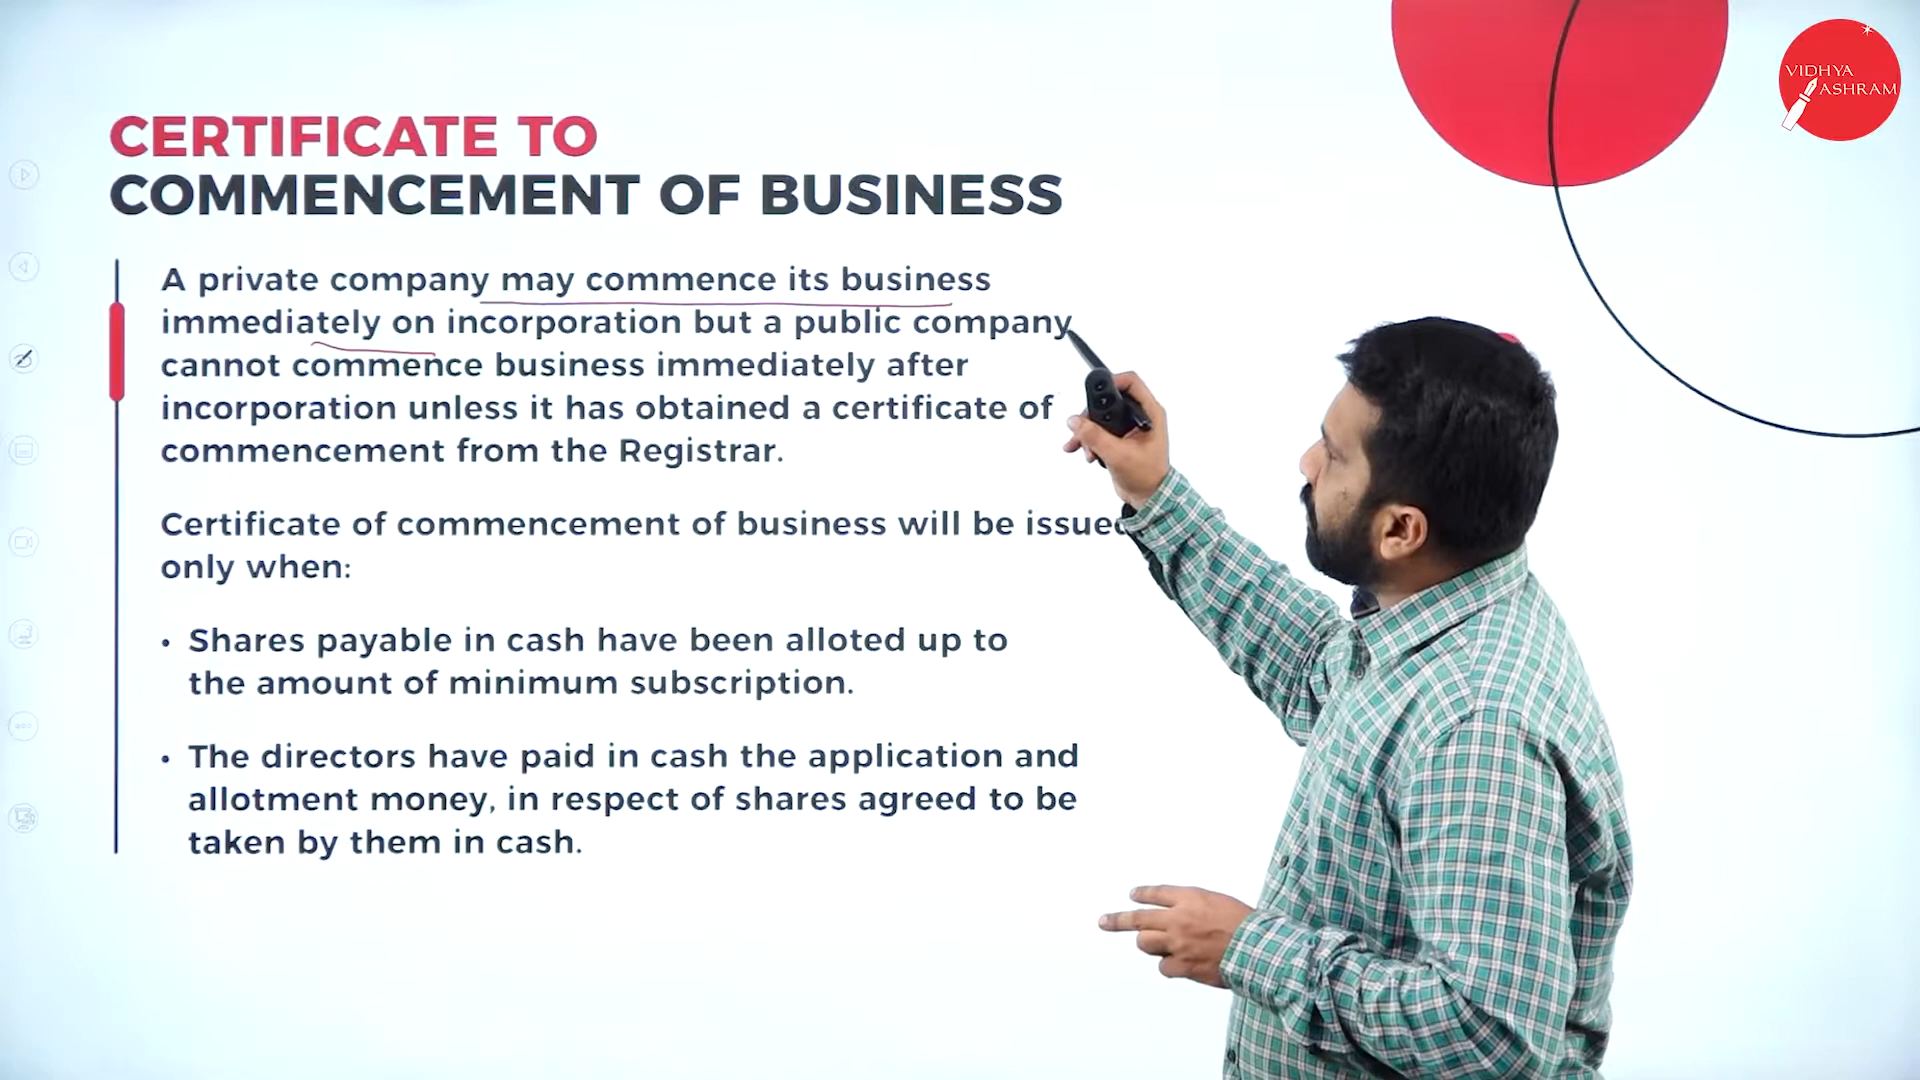 VIDHYA
ASHRAM
CERTIFICATE TO
COMMENCEMENT OF BUSINESS
A private company may commence its business
immediately on incorporation but a public company
cannot commence business immediately after
incorporation unless it has obtained a certificate of
commencement from the Registrar.
Certificate of commencement of business will be issued
only when:
• Shares payable in cash have been alloted up to
the amount of minimum subscription.
• The directors have paid in cash the application and
allotment money, in respect of shares agreed to be
taken by them in cash.